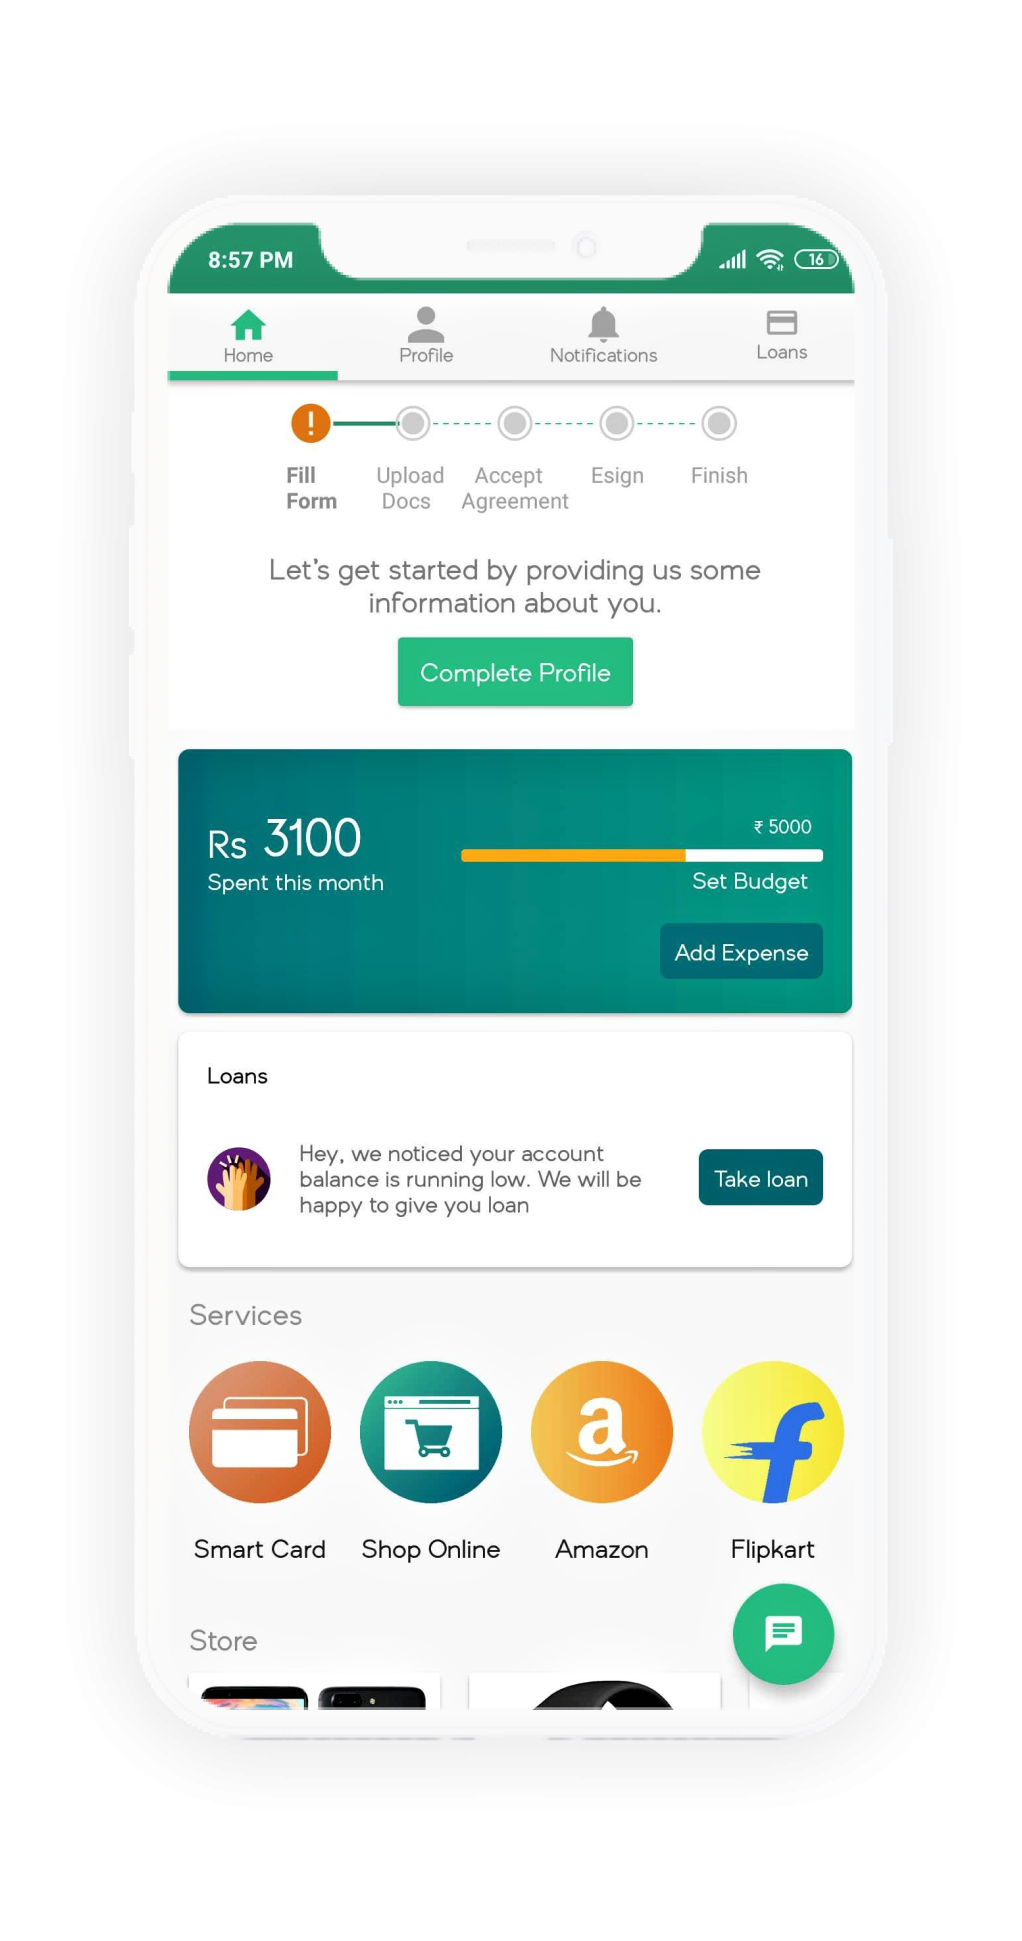 8:57 PM
16
Home
Profile
Notifications
Loans
!
Fill
Form
Upload
Docs
Accept
Agreement
Esign
Finish
Let's get started by providing us some
information about you.
Complete Profile
Rs 3100
Spent this month
₹ 5000
Set Budget
Add Expense
Loans
Hey, we noticed your account
balance is running low. We will be
happy to give you loan
Take loan
Services
a
f
Smart Card
Shop Online
Amazon
Flipkart
Store